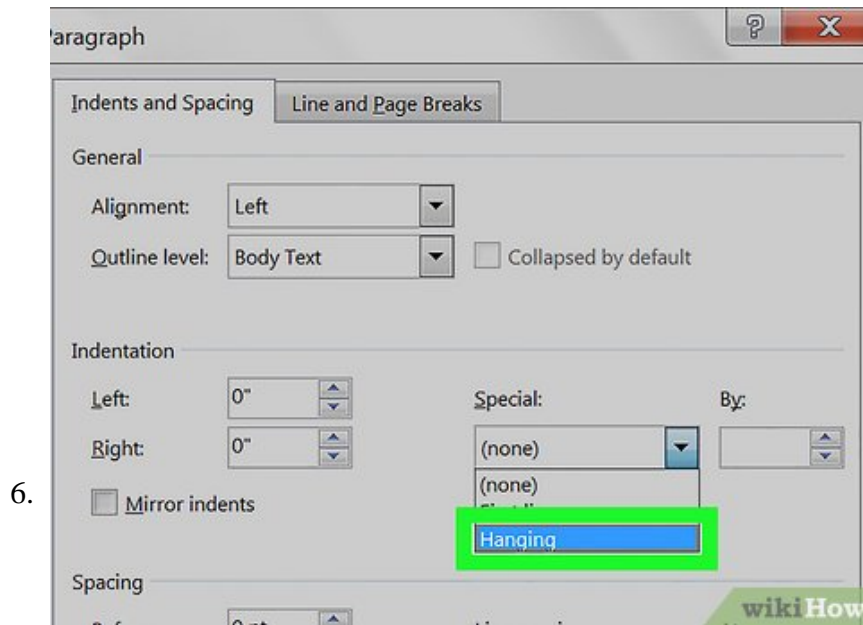 Paragraph
Indents and Spacing Line and Page Breaks
General
Alignment: Left
Outline level: Body Text Collapsed by default
Indentation
Left: 0" Special: By:
Right: 0" (none)
(none)
6. Mirror indents
Hanging
Spacing
wikiHow